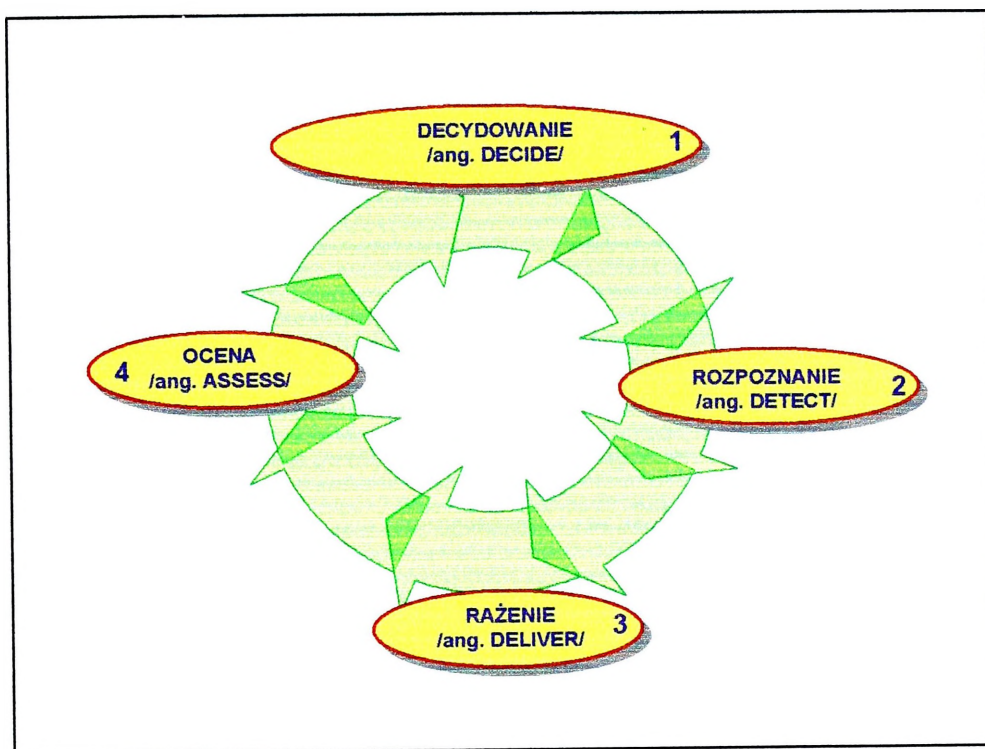 DECYDOWANIE
/ang. DECIDE/
1
ROZPOZNANIE
/ang. DETECT/
2
RAŻENIE
/ang. DELIVER/
3
OCENA
/ang. ASSESS/
4